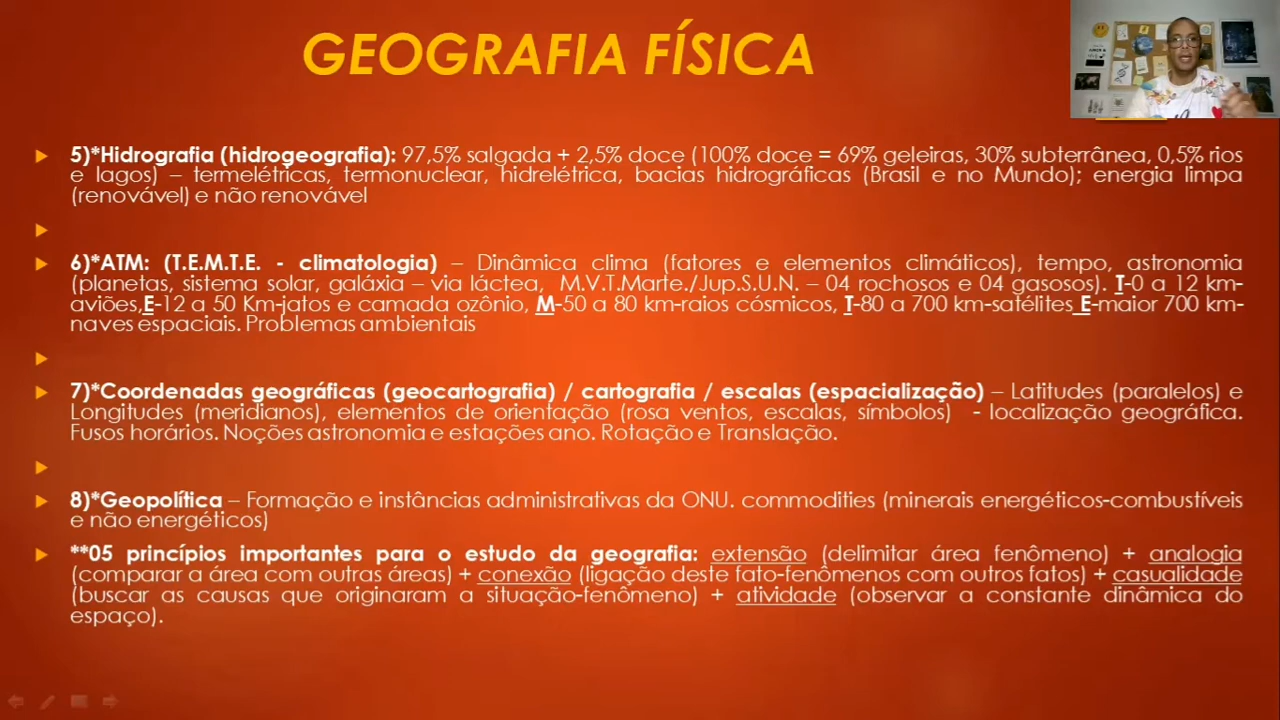 GEOGRAFIA FÍSICA
5)*Hidrografia (hidrogeografia): 97,5% salgada + 2,5% doce (100% doce = 69% geleiras, 30% subterrânea, 0,5% rios
e lagos) – termelétricas, termonuclear, hidrelétrica, bacias hidrográficas (Brasil e no Mundo); energia limpa
(renovável) e não renovável
6)*ATM: (T.E.M.T.E. - climatologia) – Dinâmica clima (fatores e elementos climáticos), tempo, astronomia
(planetas, sistema solar, galáxia – via láctea, M.V.T.Marte./Jup.S.U.N. – 04 rochosos e 04 gasosos). T-0 a 12 km-
aviões,E-12 a 50 Km-jatos e camada ozônio, M-50 a 80 km-raios cósmicos, T-80 a 700 km-satélites E-maior 700 km-
naves espaciais. Problemas ambientais
7)*Coordenadas geográficas (geocartografia) / cartografia / escalas (espacialização) – Latitudes (paralelos) e
Longitudes (meridianos), elementos de orientação (rosa ventos, escalas, símbolos) - localização geográfica.
Fusos horários. Noções astronomia e estações ano. Rotação e Translação.
8)*Geopolítica – Formação e instâncias administrativas da ONU. commodities (minerais energéticos-combustíveis
e não energéticos)
**05 princípios importantes para o estudo da geografia: extensão (delimitar área fenômeno) + analogia
(comparar a área com outras áreas) + conexão (ligação deste fato-fenômenos com outros fatos) + casualidade
(buscar as causas que originaram a situação-fenômeno) + atividade (observar a constante dinâmica do
espaço).